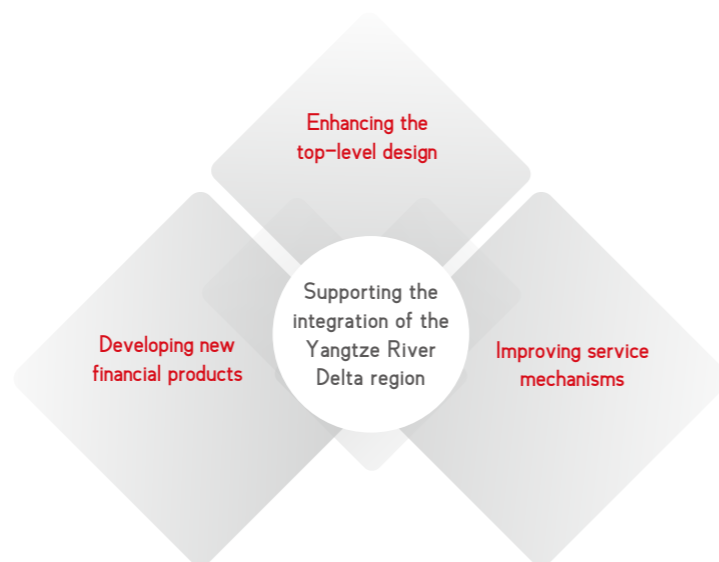 Enhancing the
top-level design
Supporting the
integration of the
Yangtze River
Delta region
Developing new
financial products
Improving service
mechanisms